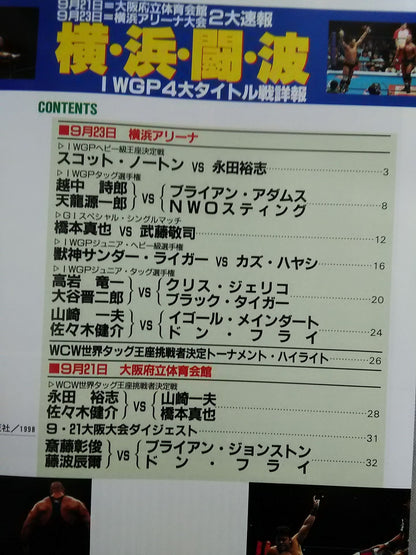 9月21日=大阪府立体育会館
9月23日=横浜アリーナ大会 2大速報
横・浜・闘・波
IWGP4大タイトル戦詳報
CONTENTS
■9月23日 横浜アリーナ
▷IWGPヘビー級王座決定戦
スコット・ノートン vs 永田裕志 3
▷IWGPタッグ選手権
越中 詩郎
天龍源一郎 vs ブライアン・アダムス
NWOスティング 8
▷G1スペシャル・シングルマッチ
橋本真也 vs 武藤敬司 12
▷IWGPジュニア・ヘビー級選手権
獣神サンダー・ライガー vs カズ・ハヤシ 16
▷IWGPジュニア・タッグ選手権
高岩 竜一
大谷晋二郎 vs クリス・ジェリコ
ブラック・タイガー 20
山崎 一夫
佐々木健介 vs イゴール・メインダート
ドン・フライ 24
WCW世界タッグ王座挑戦者決定トーナメント・ハイライト 26
■9月21日 大阪府立体育会館
▷WCW世界タッグ王座挑戦者決定戦
永田 裕志
佐々木健介 vs 山崎一夫
橋本真也 28
9・21大阪大会ダイジェスト 31
斎藤彰俊
藤波辰爾 vs ブライアン・ジョンストン
ドン・フライ 32
社/1998